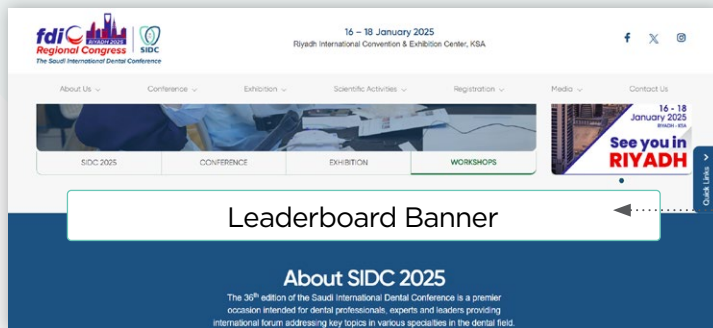 fdi
RIYADH 2025
Regional Congress
SIDC
The Saudi International Dental Conference
16 – 18 January 2025
Riyadh International Convention & Exhibition Center, KSA
f X
About Us
Conference
Exhibition
Scientific Activities
Registration
Media
Contact Us
16 - 18
January 2025
RIYADH - KSA
See you in
RIYADH
SIDC 2025
CONFERENCE
EXHIBITION
WORKSHOPS
Quick Links
Leaderboard Banner
About SIDC 2025
The 36th edition of the Saudi International Dental Conference is a premier
occasion intended for dental professionals, experts and leaders providing
international forum addressing key topics in various specialties in the dental field.